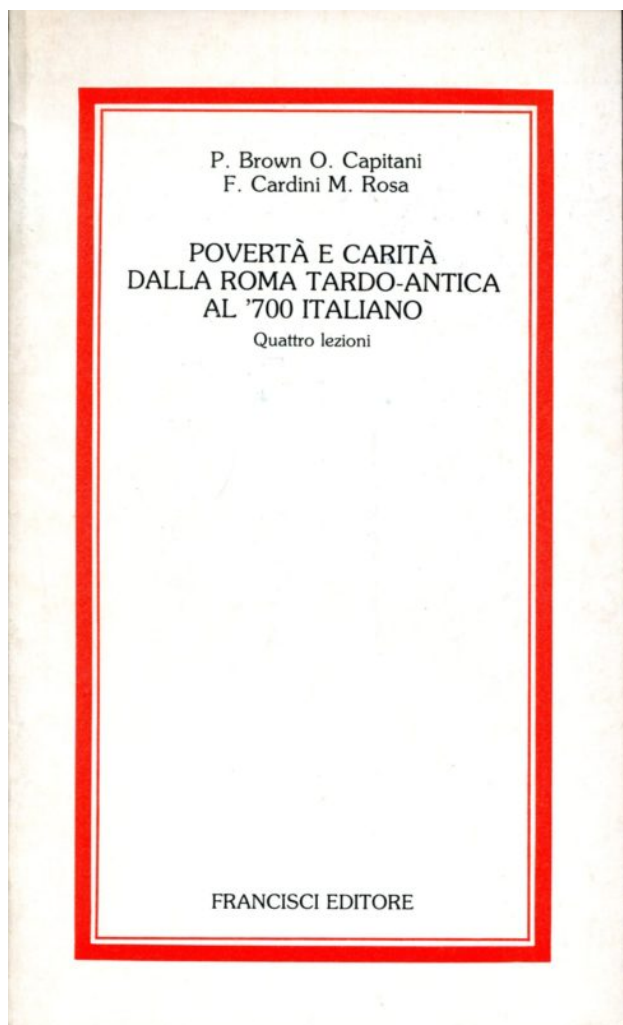 P. Brown O. Capitani
F. Cardini M. Rosa
POVERTÀ E CARITÀ
DALLA ROMA TARDO-ANTICA
AL '700 ITALIANO
Quattro lezioni
FRANCISCI EDITORE